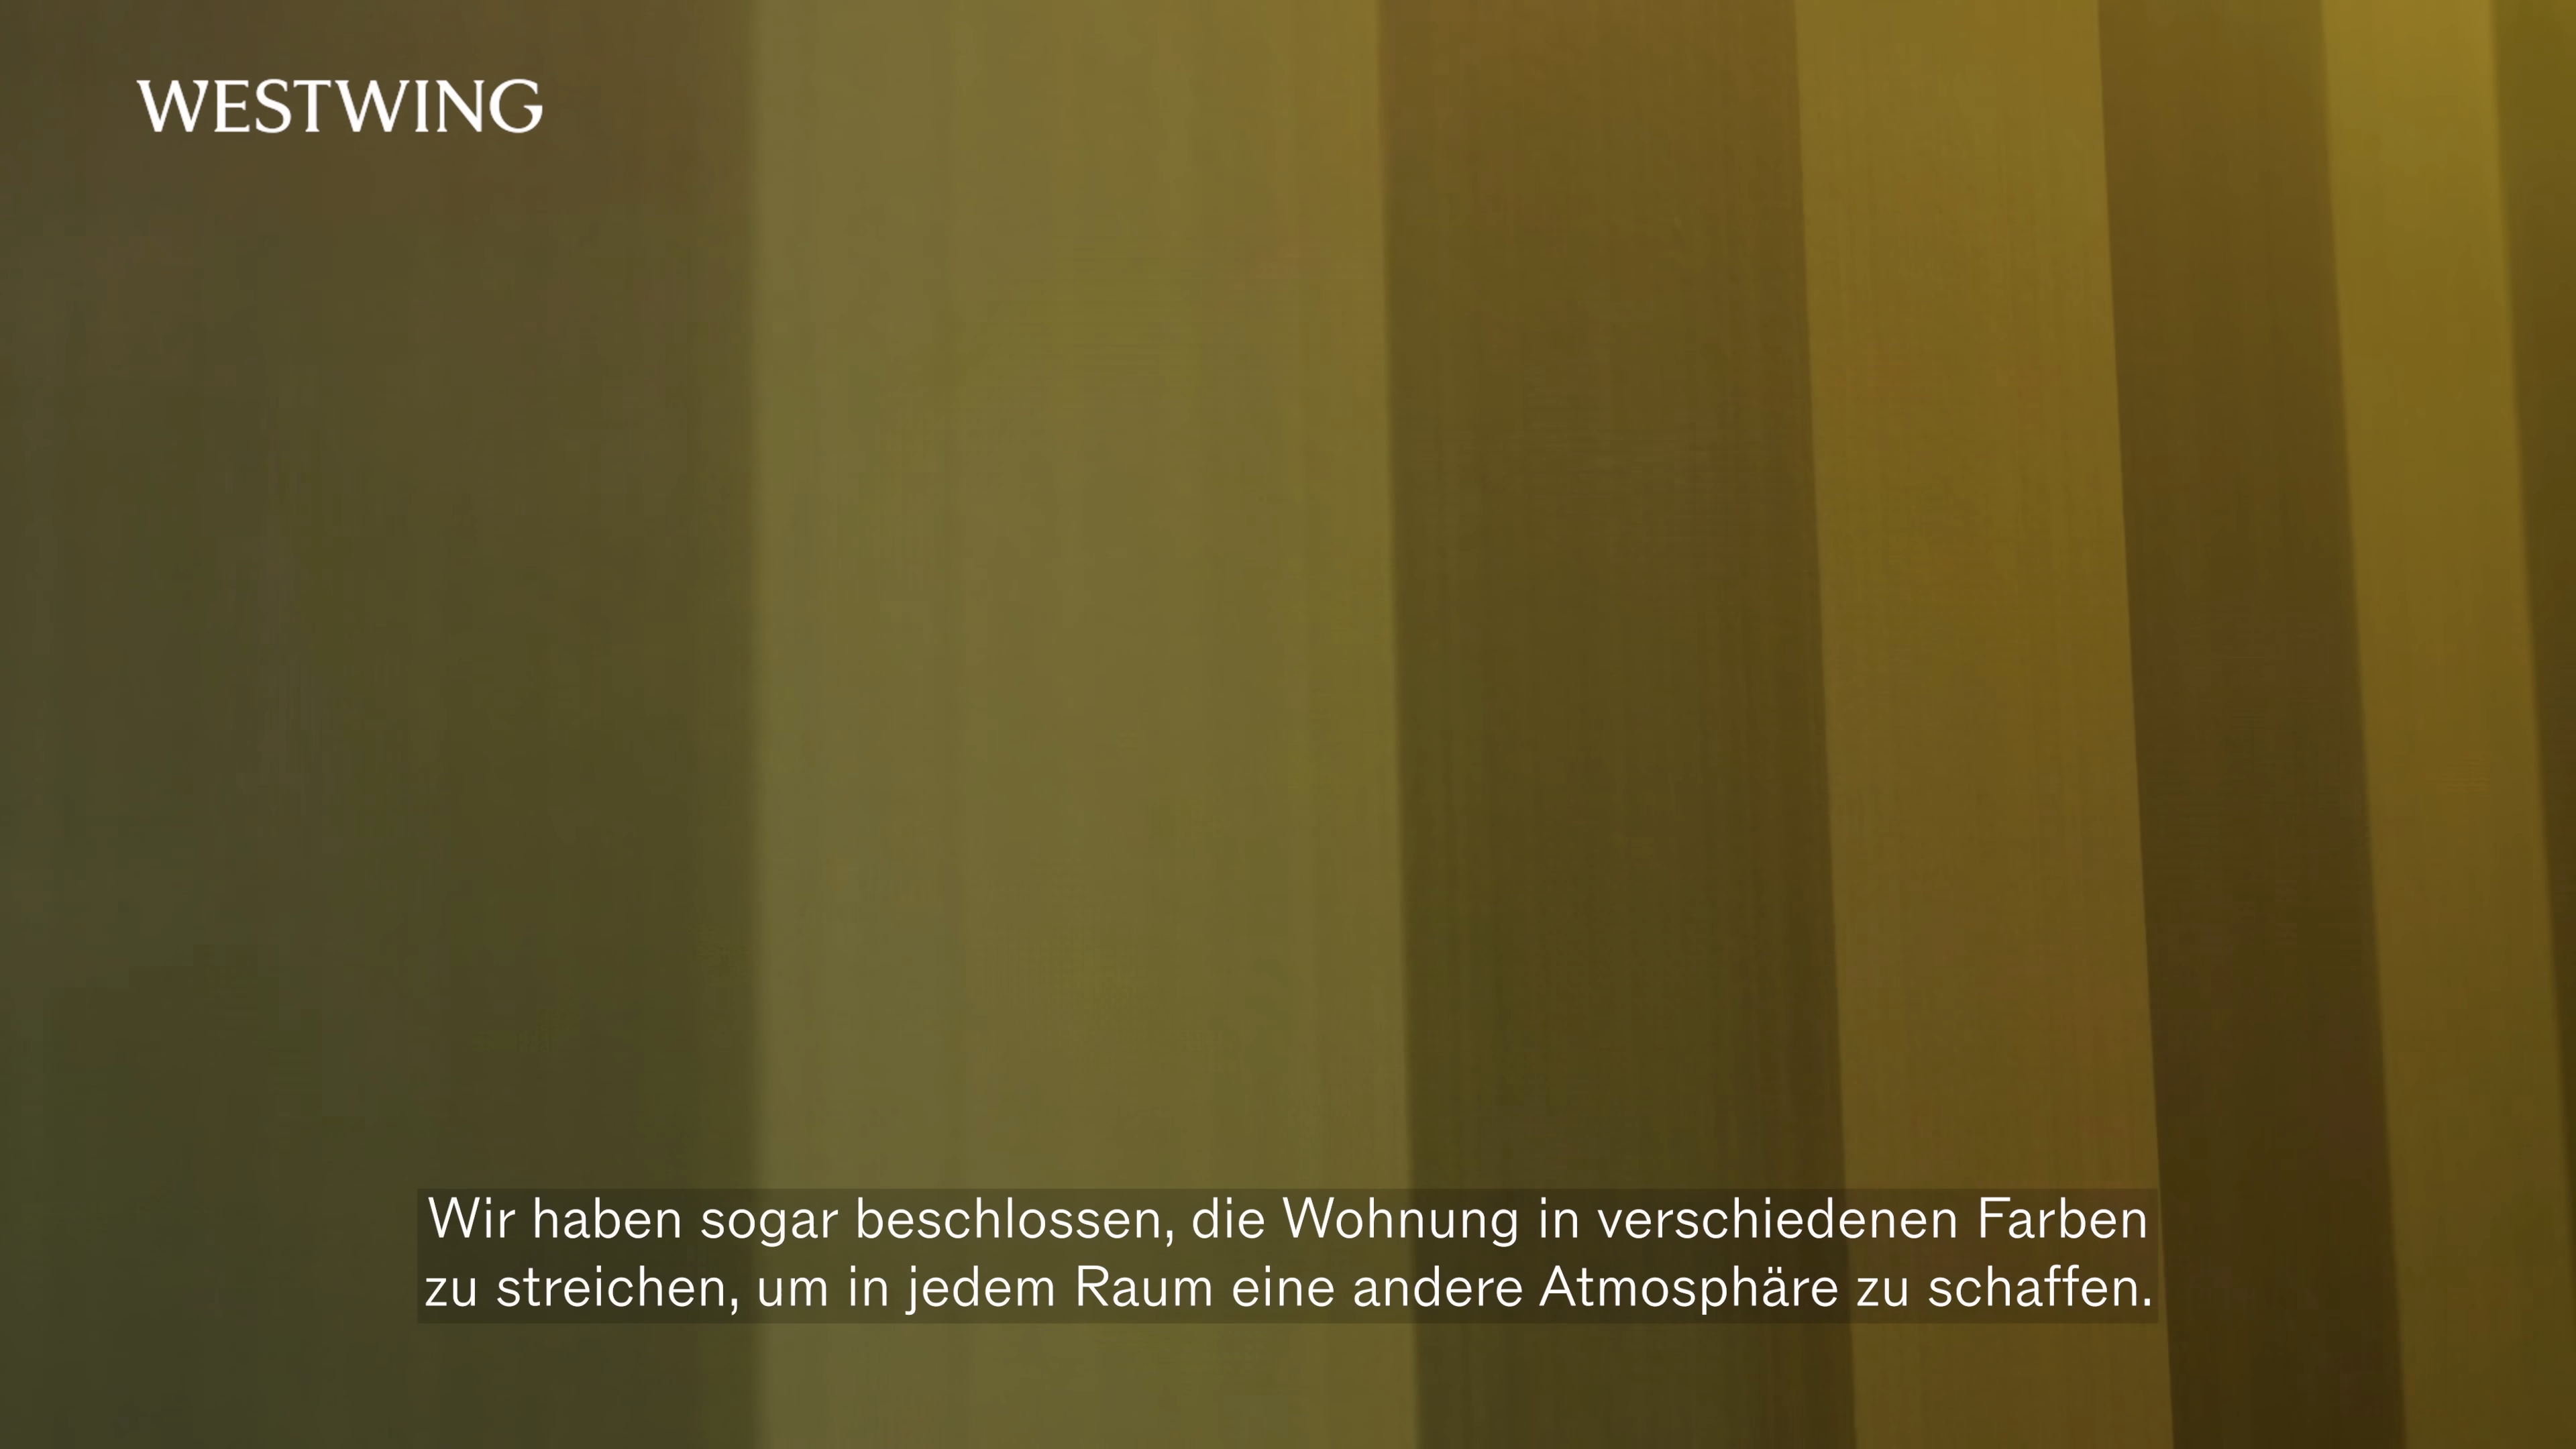 WESTWING
Wir haben sogar beschlossen, die Wohnung in verschiedenen Farben
zu streichen, um in jedem Raum eine andere Atmosphäre zu schaffen.